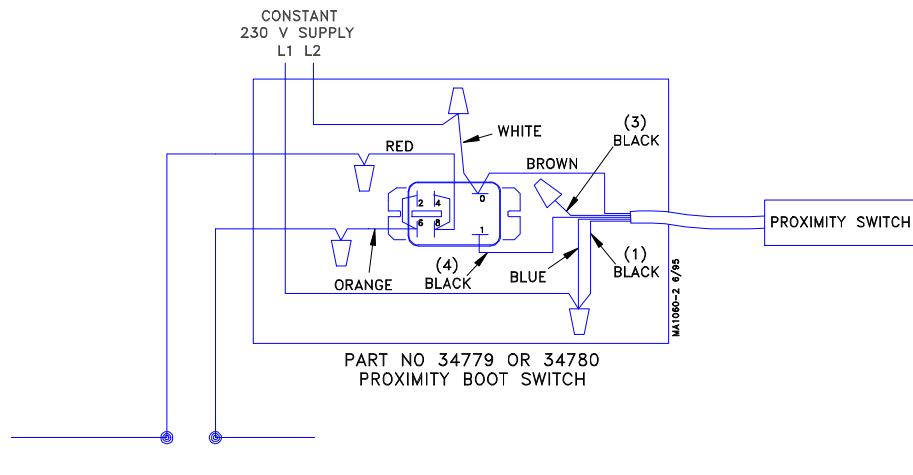 CONSTANT
230 V SUPPLY
L1 L2
WHITE
(3)
BLACK
RED
BROWN
2 4
0
6 8
1
PROXIMITY SWITCH
ORANGE
(4)
BLACK
BLUE
(1)
BLACK
MA1060-2 6/95
PART NO 34779 OR 34780
PROXIMITY BOOT SWITCH